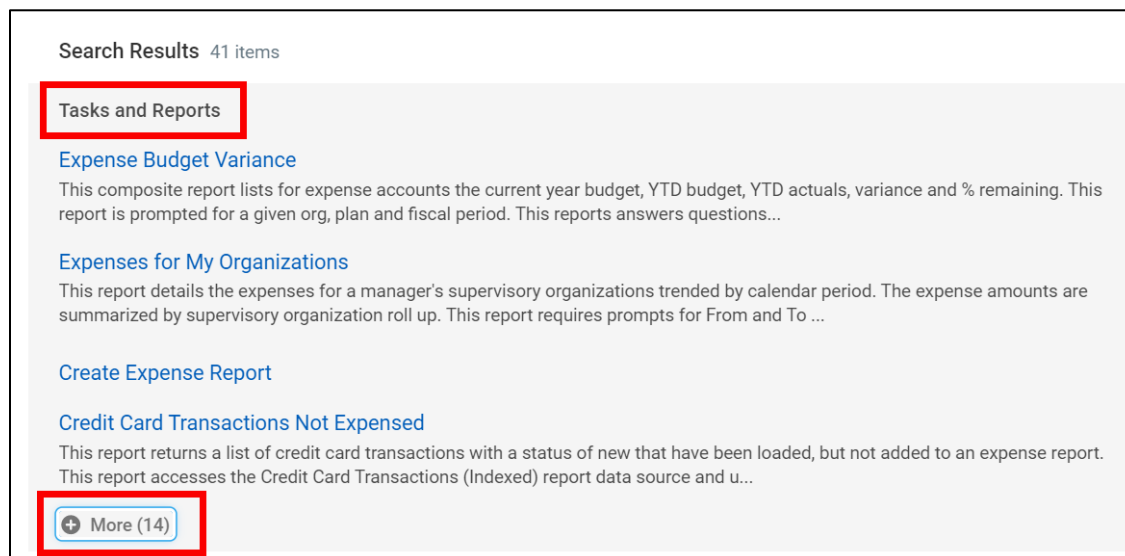 Search Results 41 items
Tasks and Reports
Expense Budget Variance
This composite report lists for expense accounts the current year budget, YTD budget, YTD actuals, variance and % remaining. This
report is prompted for a given org, plan and fiscal period. This reports answers questions...
Expenses for My Organizations
This report details the expenses for a manager's supervisory organizations trended by calendar period. The expense amounts are
summarized by supervisory organization roll up. This report requires prompts for From and To ...
Create Expense Report
Credit Card Transactions Not Expensed
This report returns a list of credit card transactions with a status of new that have been loaded, but not added to an expense report.
This report accesses the Credit Card Transactions (Indexed) report data source and u...
More (14)